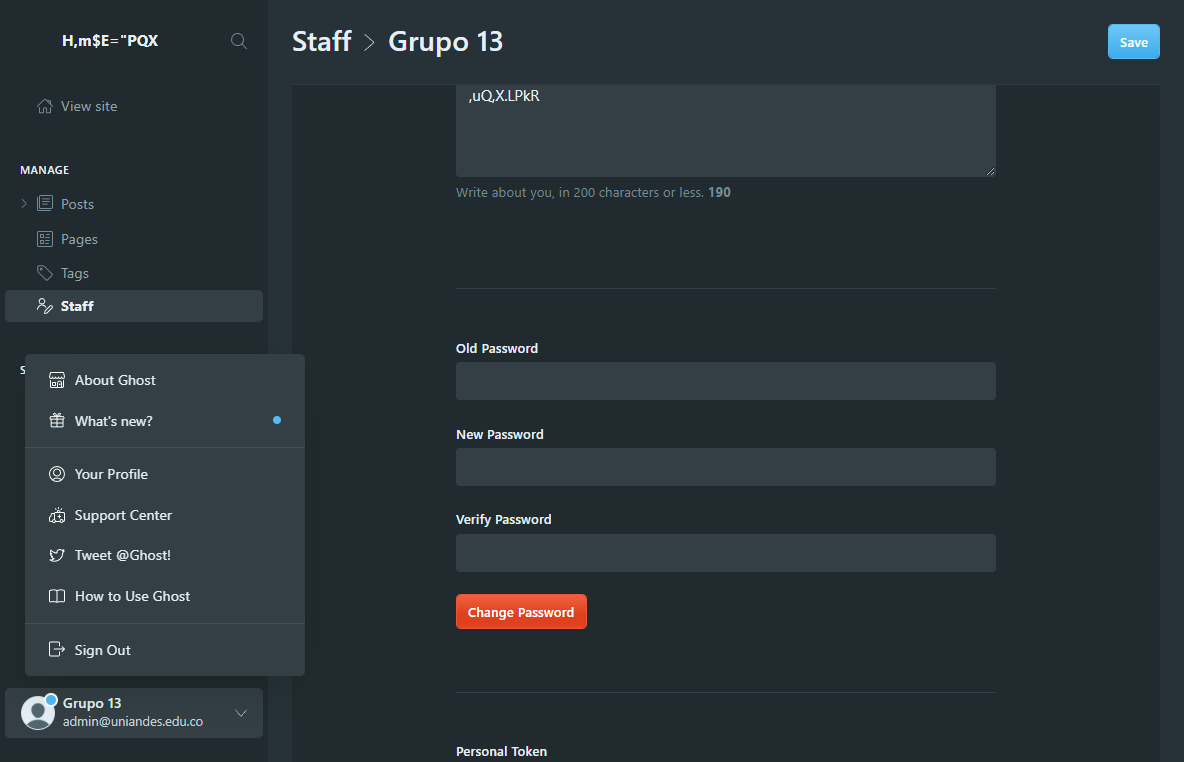 H,m$E="PQX
View site
MANAGE
Posts
Pages
Tags
Staff
S
About Ghost
What's new?
Your Profile
Support Center
Tweet @Ghost!
How to Use Ghost
Sign Out
Grupo 13
admin@uniandes.edu.co
Staff > Grupo 13
Save
,uQ,X.LPkR
Write about you, in 200 characters or less. 190
Old Password
New Password
Verify Password
Change Password
Personal Token